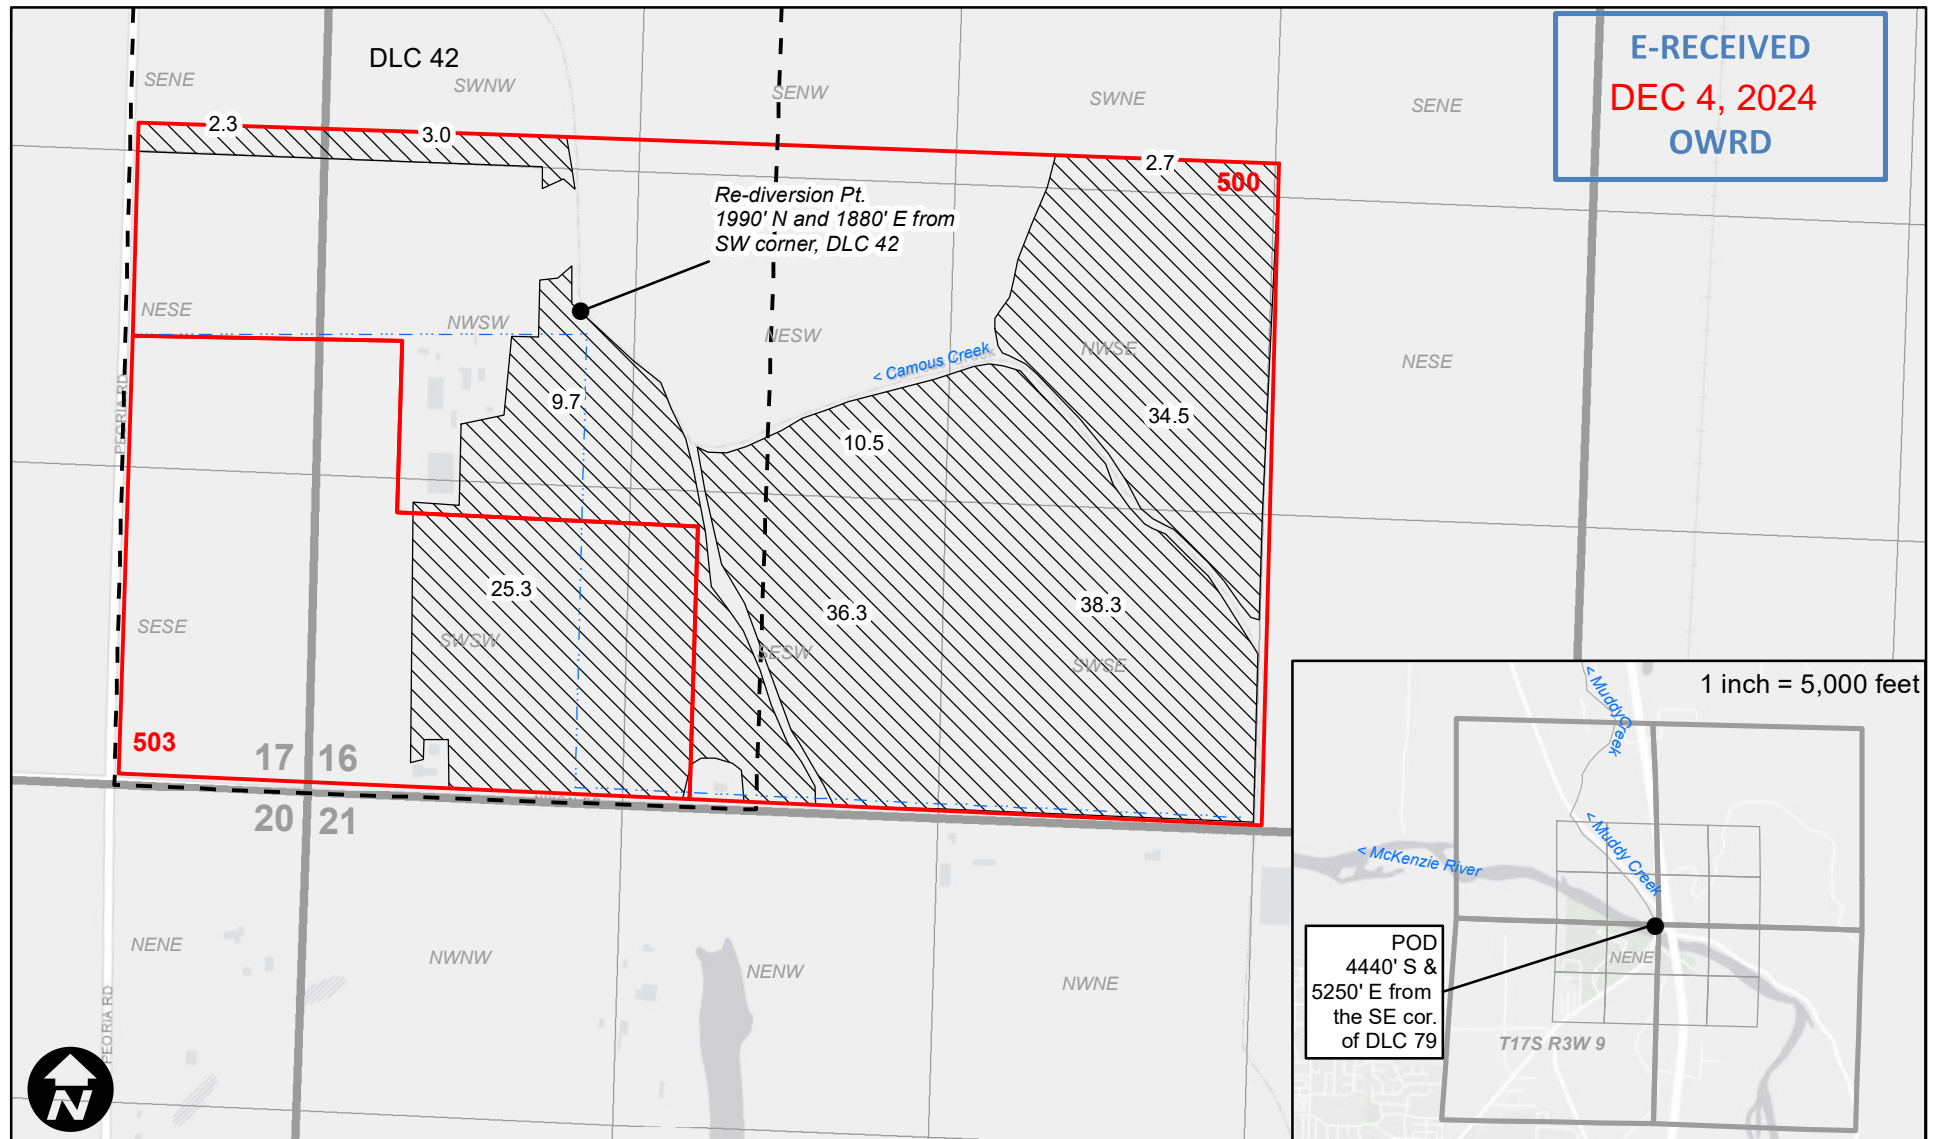 DLC 42
SENE
SWNW
SENW
SWNE
SENE
E-RECEIVED
DEC 4, 2024
OWRD
2.3
3.0
2.7
500
Re-diversion Pt.
1990' N and 1880' E from
SW corner, DLC 42
NESE
NWSW
NESW
< Camous Creek
NWSE
NESE
PEORIA RD
9.7
10.5
34.5
25.3
36.3
38.3
SESE
SWSW
SESW
SWSE
503
17 16
20 21
NENE
NWNW
NENW
NWNE
PEORIA RD
N
1 inch = 5,000 feet
< MuddyCreek
< Muddy Creek
< McKenzie River
POD
4440' S &
5250' E from
the SE cor.
of DLC 79
NENE
T17S R3W 9